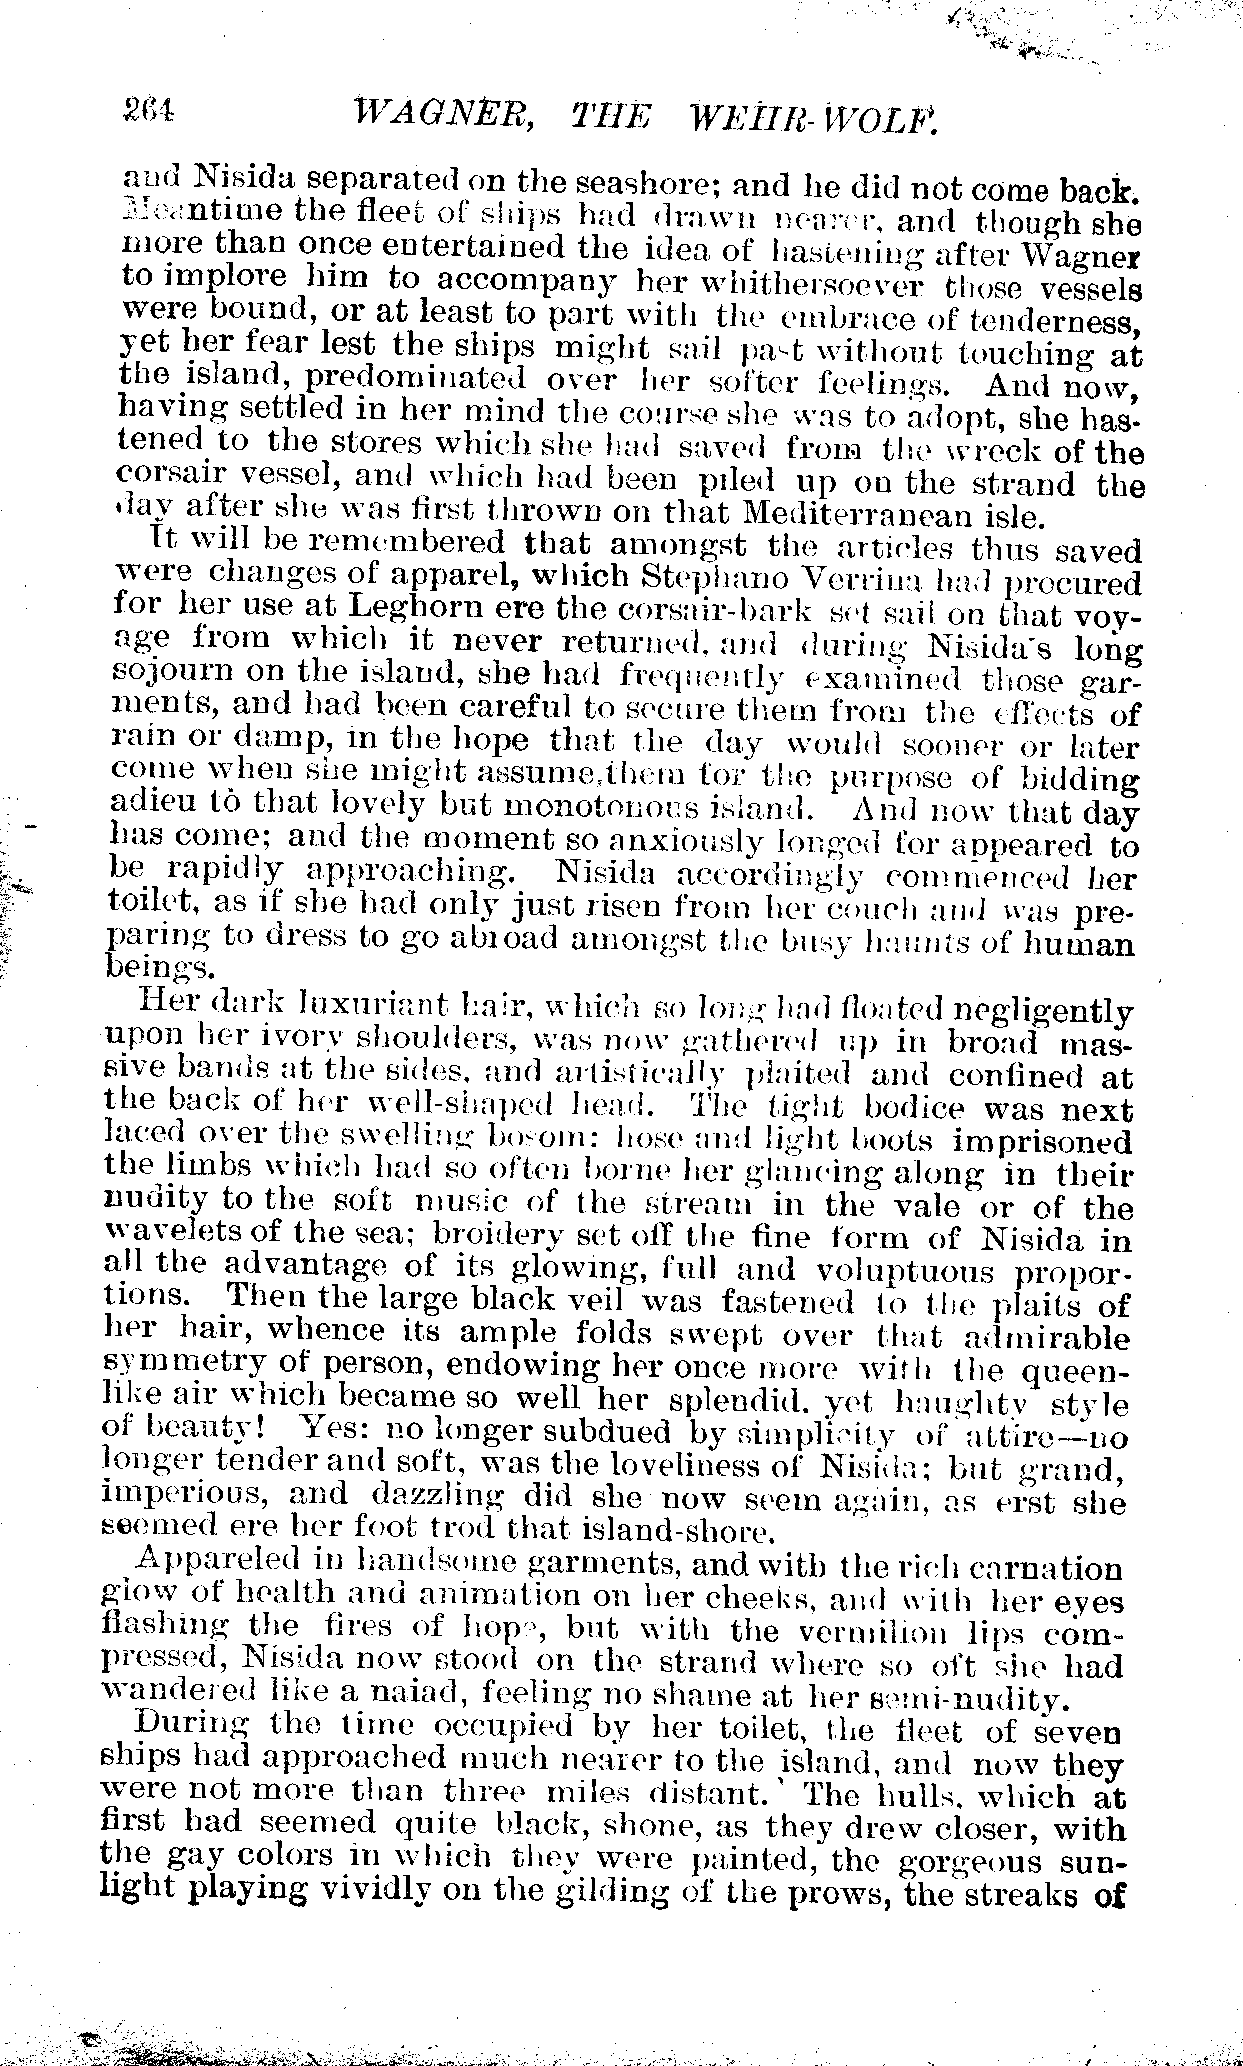 264 WAGNER, THE WEHR-WOLF.
and Nisida separated on the seashore; and he did not come back.
Meantime the fleet of ships had drawn nearer, and though she
more than once entertained the idea of hastening after Wagner
to implore him to accompany her whithersoever those vessels
were bound, or at least to part with the embrace of tenderness,
yet her fear lest the ships might sail past without touching at
the island, predominated over her softer feelings. And now,
having settled in her mind the course she was to adopt, she has-
tened to the stores which she had saved from the wreck of the
corsair vessel, and which had been piled up on the strand the
day after she was first thrown on that Mediterranean isle.
It will be remembered that amongst the articles thus saved
were changes of apparel, which Stephano Verrina had procured
for her use at Leghorn ere the corsair-bark set sail on that voy-
age from which it never returned, and during Nisida's long
sojourn on the island, she had frequently examined those gar-
ments, and had been careful to secure them from the effects of
rain or damp, in the hope that the day would sooner or later
come when she might assume them for the purpose of bidding
adieu to that lovely but monotonous island. And now that day
has come; and the moment so anxiously longed for appeared to
be rapidly approaching. Nisida accordingly commenced her
toilet, as if she had only just risen from her couch and was pre-
paring to dress to go abroad amongst the busy haunts of human
beings.
Her dark luxuriant hair, which so long had floated negligently
upon her ivory shoulders, was now gathered up in broad mas-
sive bands at the sides, and artistically plaited and confined at
the back of her well-shaped head. The tight bodice was next
laced over the swelling bosom: hose and light boots imprisoned
the limbs which had so often borne her glancing along in their
nudity to the soft music of the stream in the vale or of the
wavelets of the sea; broidery set off the fine form of Nisida in
all the advantage of its glowing, full and voluptuous propor-
tions. Then the large black veil was fastened to the plaits of
her hair, whence its ample folds swept over that admirable
symmetry of person, endowing her once more with the queen-
like air which became so well her splendid, yet haughty style
of beauty! Yes: no longer subdued by simplicity of attire—no
longer tender and soft, was the loveliness of Nisida; but grand,
imperious, and dazzling did she now seem again, as erst she
seemed ere her foot trod that island-shore.
Appareled in handsome garments, and with the rich carnation
glow of health and animation on her cheeks, and with her eyes
flashing the fires of hope, but with the vermilion lips com-
pressed, Nisida now stood on the strand where so oft she had
wandered like a naiad, feeling no shame at her semi-nudity.
During the time occupied by her toilet, the fleet of seven
ships had approached much nearer to the island, and now they
were not more than three miles distant. The hulls, which at
first had seemed quite black, shone, as they drew closer, with
the gay colors in which they were painted, the gorgeous sun-
light playing vividly on the gilding of the prows, the streaks of